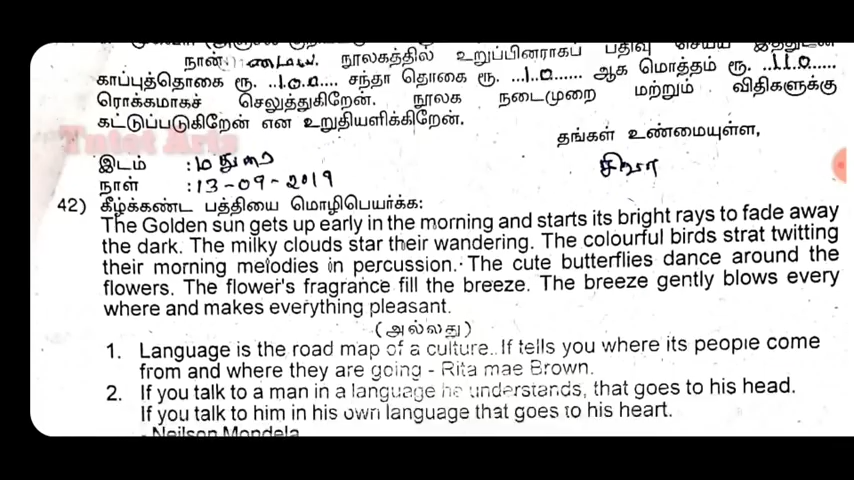 நான் மைபய. நூலகத்தில் உறுப்பினராகப் பதிவு செய்ய இத்துடன்
காப்புத்தொகை ரூ. ..100.... சந்தா தொகை ரூ. ...10...... ஆக மொத்தம் ரூ. ...110.....
ரொக்கமாகச் செலுத்துகிறேன். நூலக நடைமுறை மற்றும் விதிகளுக்கு
கட்டுப்படுகிறேன் என உறுதியளிக்கிறேன்.
தங்கள் உண்மையுள்ள,
இடம் : மதுரை
சிவா
நாள் : 13-09-2019
42) கீழ்க்கண்ட பத்தியை மொழிபெயர்க்க:
The Golden sun gets up early in the morning and starts its bright rays to fade away
the dark. The milky clouds star their wandering. The colourful birds strat twitting
their morning melodies in percussion. The cute butterflies dance around the
flowers. The flower's fragrance fill the breeze. The breeze gently blows every
where and makes everything pleasant.
(அல்லது)
1. Language is the road map of a culture. If tells you where its people come
from and where they are going - Rita mae Brown.
2. If you talk to a man in a language he understands, that goes to his head.
If you talk to him in his own language that goes to his heart.
- Neilson Mondela